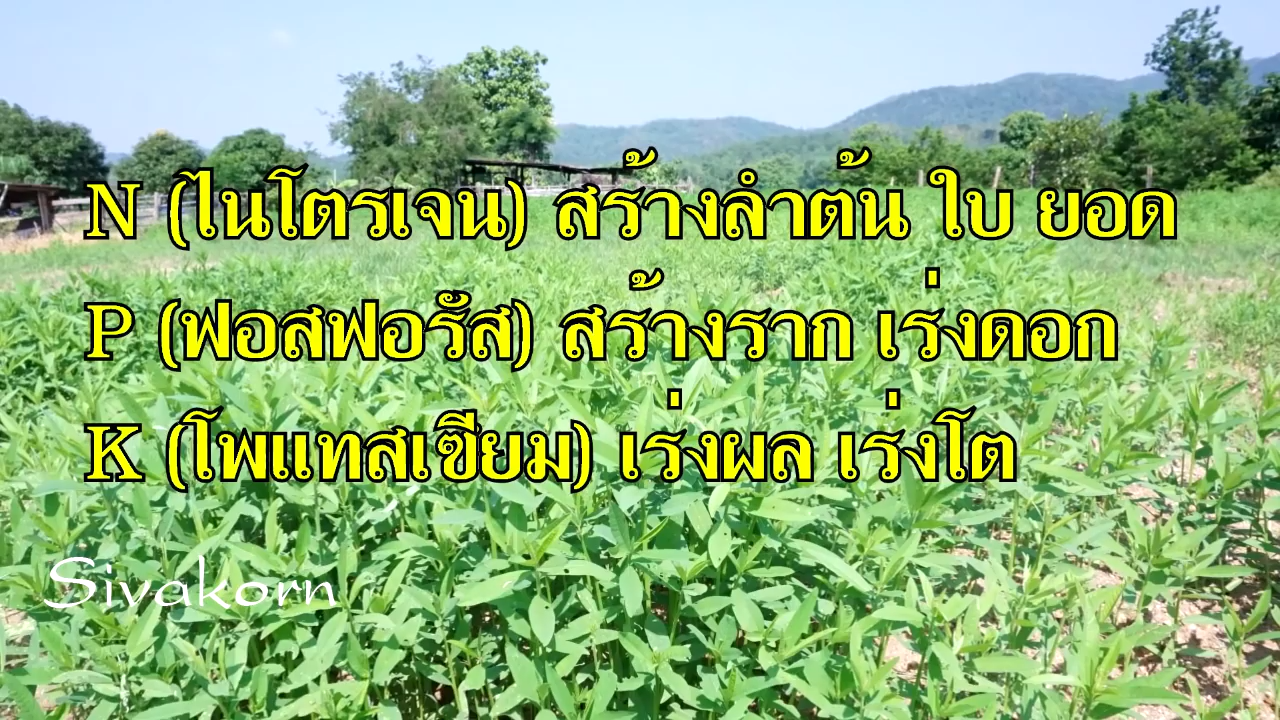 N (ไนโตรเจน) สร้างลำต้น ใบ ยอด
P (ฟอสฟอรัส) สร้างราก เร่งดอก
K (โพแทสเซียม) เร่งผล เร่งโต
Sivakorn